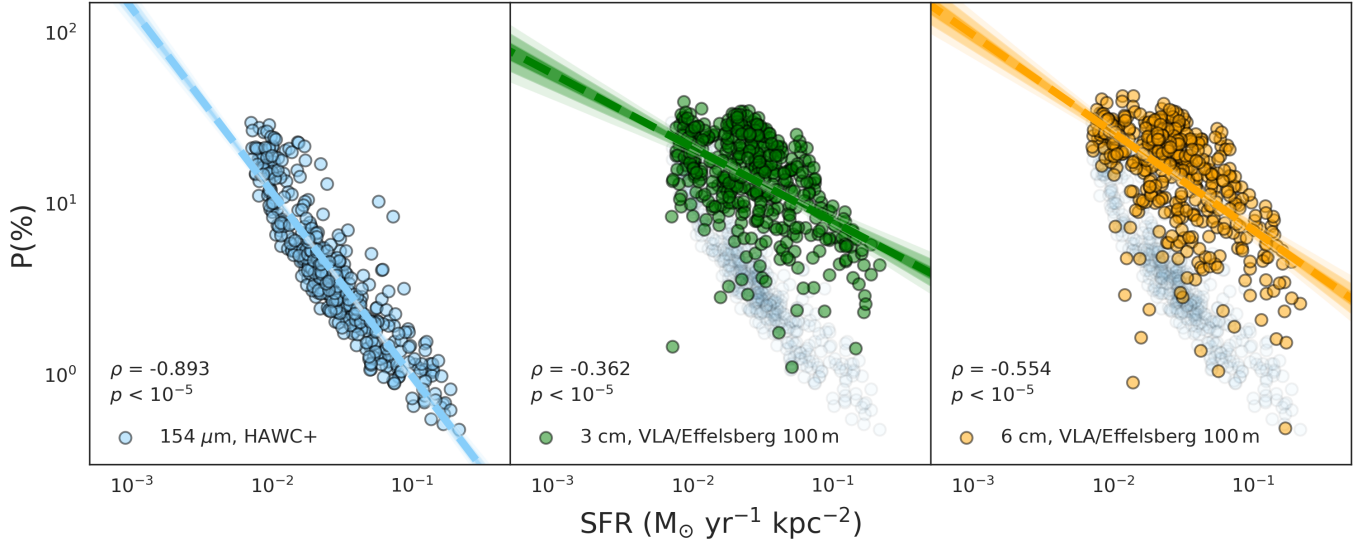 P(%)
10²
10¹
10⁰
ρ = -0.893
p < 10⁻⁵
154 μm, HAWC+
ρ = -0.362
p < 10⁻⁵
3 cm, VLA/Effelsberg 100 m
ρ = -0.554
p < 10⁻⁵
6 cm, VLA/Effelsberg 100 m
10⁻³ 10⁻² 10⁻¹ 10⁻³ 10⁻² 10⁻¹ 10⁻³ 10⁻² 10⁻¹
SFR (M☉ yr⁻¹ kpc⁻²)